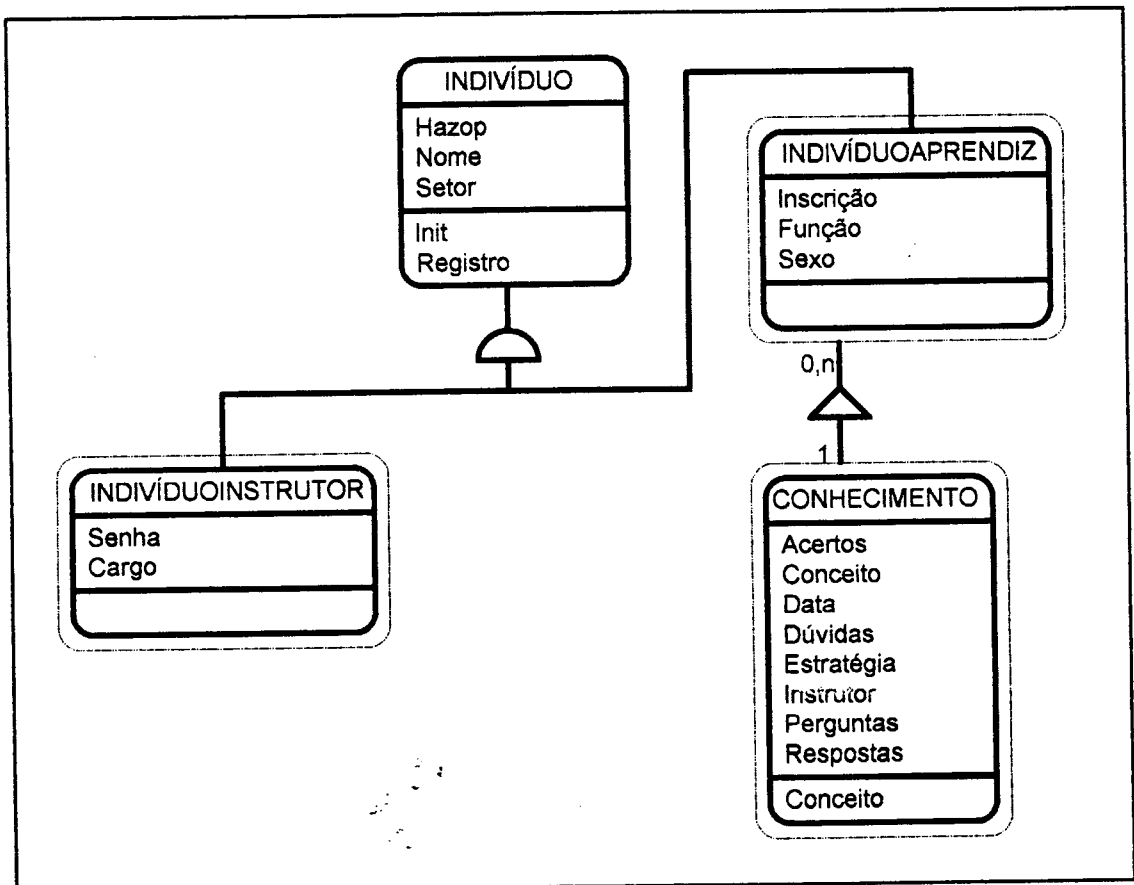 INDIVÍDUO
Hazop
Nome
Setor
Init
Registro
INDIVÍDUOAPRENDIZ
Inscrição
Função
Sexo
0,n
1
INDIVÍDUOINSTRUTOR
Senha
Cargo
CONHECIMENTO
Acertos
Conceito
Data
Dúvidas
Estratégia
Instrutor
Perguntas
Respostas
Conceito